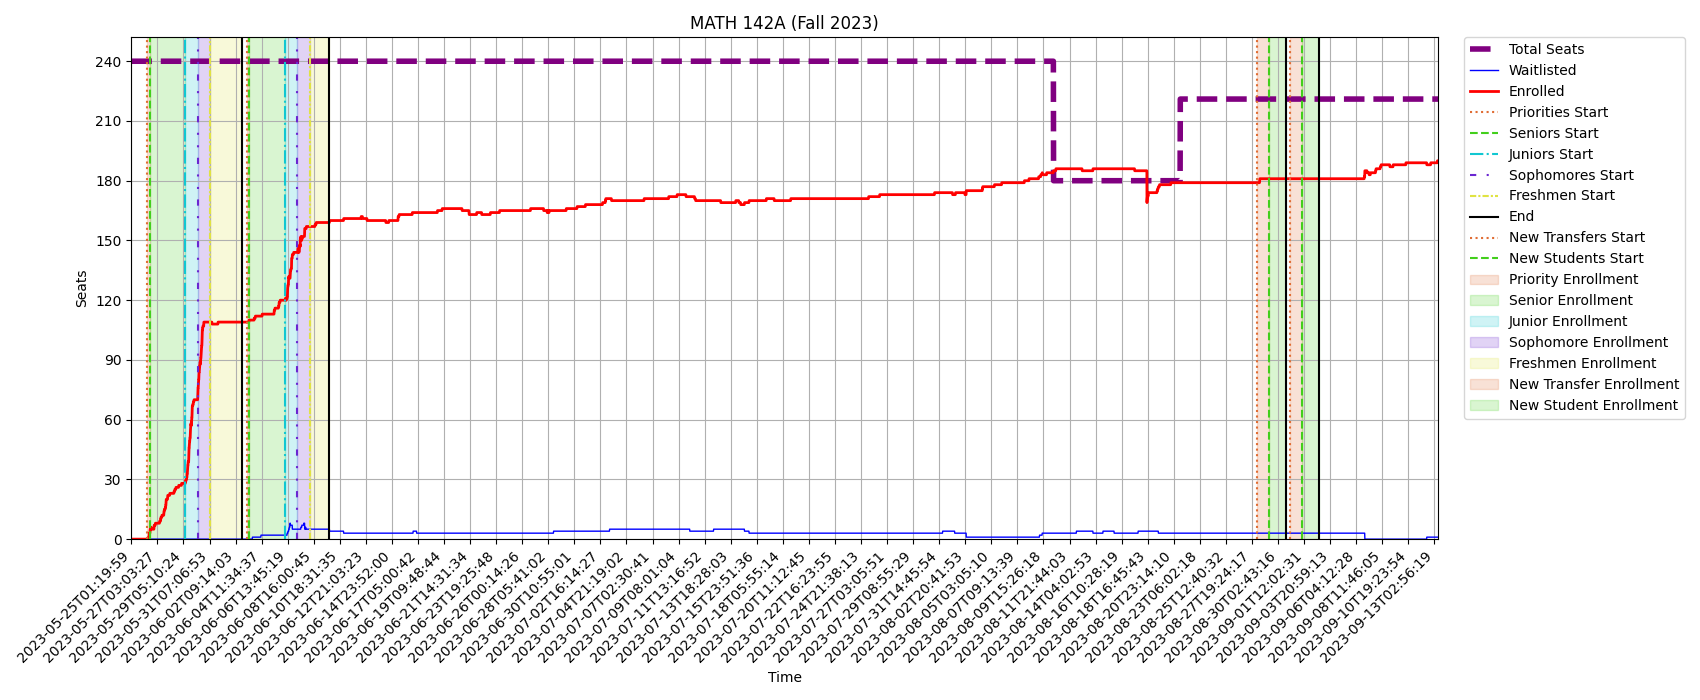 MATH 142A (Fall 2023)
Seats
240
210
180
150
120
90
60
30
0
2023-05-25T01:19:59
2023-05-27T03:03:27
2023-05-29T05:10:24
2023-05-31T07:06:53
2023-06-02T09:14:03
2023-06-04T11:34:37
2023-06-06T13:45:19
2023-06-08T16:00:45
2023-06-10T18:31:35
2023-06-12T21:03:23
2023-06-14T23:52:00
2023-06-17T05:00:42
2023-06-19T09:48:44
2023-06-21T14:31:34
2023-06-23T19:25:48
2023-06-26T00:14:26
2023-06-28T05:41:02
2023-06-30T10:55:01
2023-07-02T16:14:27
2023-07-04T21:19:02
2023-07-07T02:30:41
2023-07-09T08:01:04
2023-07-11T13:16:52
2023-07-13T18:28:03
2023-07-15T23:51:36
2023-07-18T05:55:14
2023-07-20T11:12:45
2023-07-22T16:23:55
2023-07-24T21:38:13
2023-07-27T03:05:51
2023-07-29T08:55:29
2023-07-31T14:45:54
2023-08-02T20:41:53
2023-08-05T03:05:10
2023-08-07T09:13:39
2023-08-09T15:26:18
2023-08-11T21:44:03
2023-08-14T04:02:53
2023-08-16T10:28:19
2023-08-18T16:45:43
2023-08-20T23:14:10
2023-08-23T06:02:18
2023-08-25T12:40:32
2023-08-27T19:24:17
2023-08-30T02:43:16
2023-09-01T12:02:31
2023-09-03T20:59:13
2023-09-06T04:12:28
2023-09-08T11:46:05
2023-09-10T19:23:54
2023-09-13T02:56:19
Time
Total Seats
Waitlisted
Enrolled
Priorities Start
Seniors Start
Juniors Start
Sophomores Start
Freshmen Start
End
New Transfers Start
New Students Start
Priority Enrollment
Senior Enrollment
Junior Enrollment
Sophomore Enrollment
Freshmen Enrollment
New Transfer Enrollment
New Student Enrollment